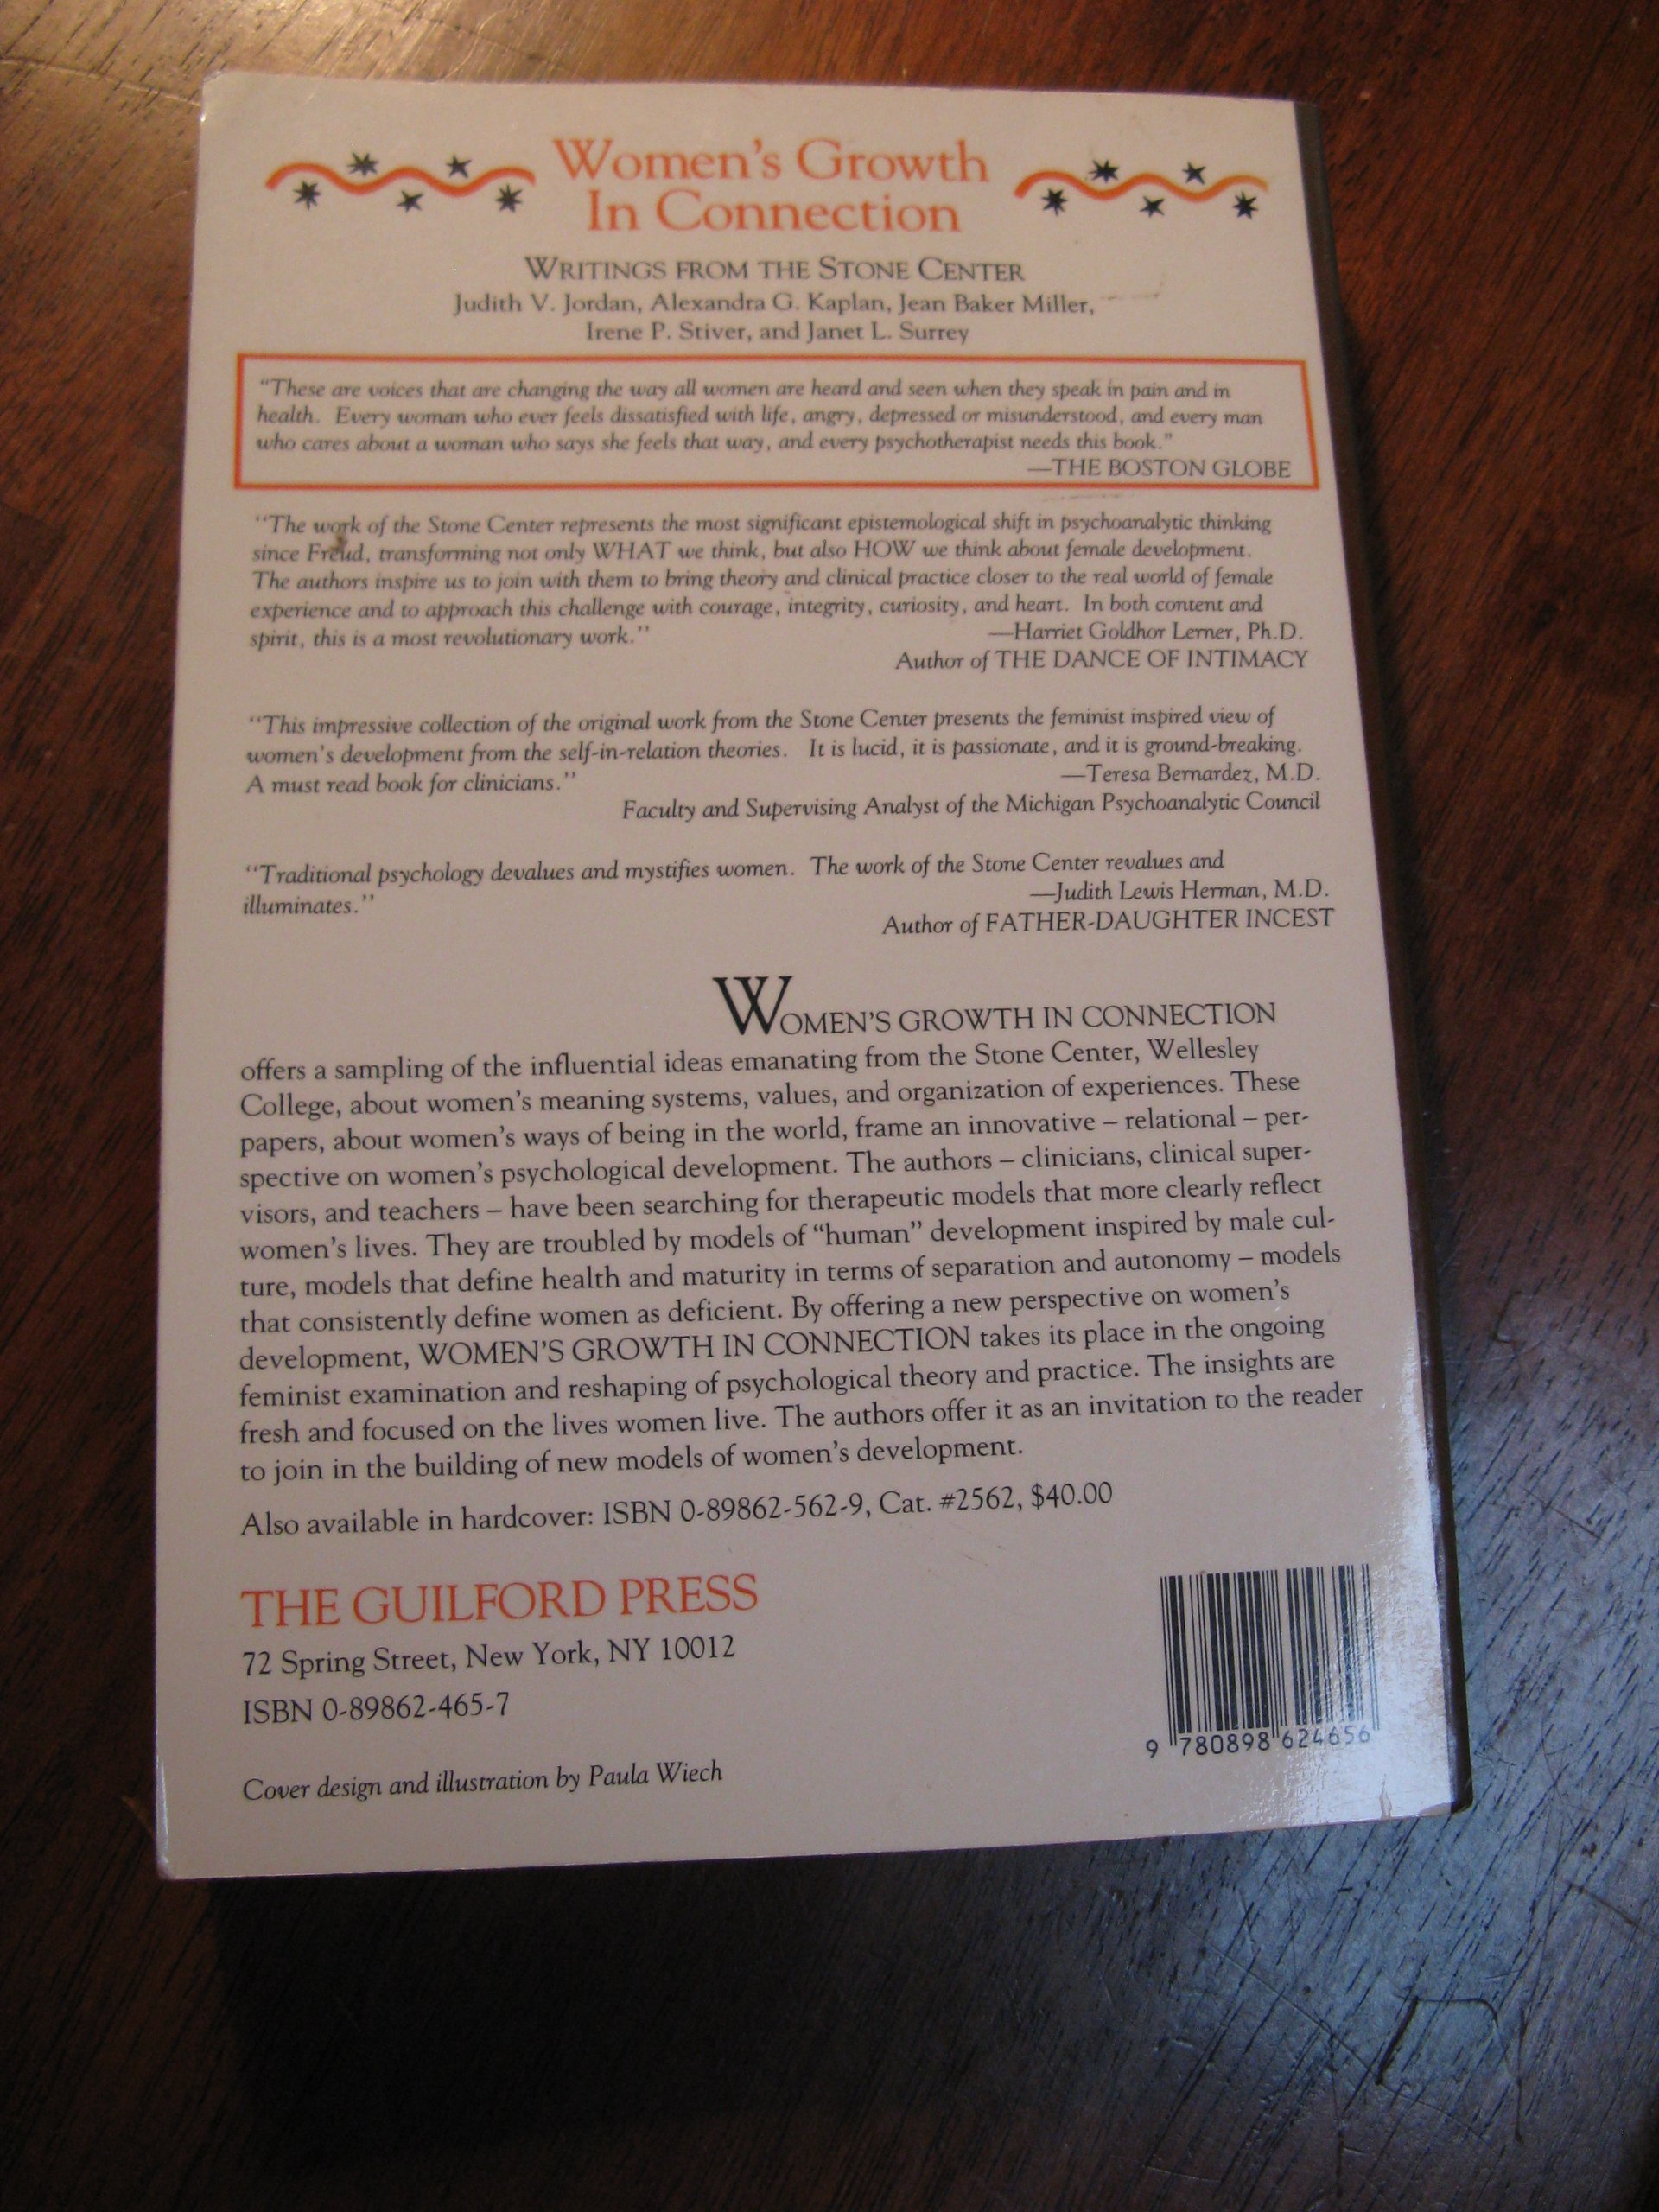 Women's Growth
In Connection
WRITINGS FROM THE STONE CENTER
Judith V. Jordan, Alexandra G. Kaplan, Jean Baker Miller,
Irene P. Stiver, and Janet L. Surrey
"These are voices that are changing the way all women are heard and seen when they speak in pain and in
health. Every woman who ever feels dissatisfied with life, angry, depressed or misunderstood, and every man
who cares about a woman who says she feels that way, and every psychotherapist needs this book."
—THE BOSTON GLOBE
"The work of the Stone Center represents the most significant epistemological shift in psychoanalytic thinking
since Freud, transforming not only WHAT we think, but also HOW we think about female development.
The authors inspire us to join with them to bring theory and clinical practice closer to the real world of female
experience and to approach this challenge with courage, integrity, curiosity, and heart. In both content and
spirit, this is a most revolutionary work." —Harriet Goldhor Lerner, Ph.D.
Author of THE DANCE OF INTIMACY
"This impressive collection of the original work from the Stone Center presents the feminist inspired view of
women's development from the self-in-relation theories. It is lucid, it is passionate, and it is ground-breaking.
A must read book for clinicians." —Teresa Bernardez, M.D.
Faculty and Supervising Analyst of the Michigan Psychoanalytic Council
"Traditional psychology devalues and mystifies women. The work of the Stone Center revalues and
illuminates." —Judith Lewis Herman, M.D.
Author of FATHER-DAUGHTER INCEST
WOMEN'S GROWTH IN CONNECTION
offers a sampling of the influential ideas emanating from the Stone Center, Wellesley
College, about women's meaning systems, values, and organization of experiences. These
papers, about women's ways of being in the world, frame an innovative – relational – per-
spective on women's psychological development. The authors – clinicians, clinical super-
visors, and teachers – have been searching for therapeutic models that more clearly reflect
women's lives. They are troubled by models of "human" development inspired by male cul-
ture, models that define health and maturity in terms of separation and autonomy – models
that consistently define women as deficient. By offering a new perspective on women's
development, WOMEN'S GROWTH IN CONNECTION takes its place in the ongoing
feminist examination and reshaping of psychological theory and practice. The insights are
fresh and focused on the lives women live. The authors offer it as an invitation to the reader
to join in the building of new models of women's development.
Also available in hardcover: ISBN 0-89862-562-9, Cat. #2562, $40.00
THE GUILFORD PRESS
72 Spring Street, New York, NY 10012
ISBN 0-89862-465-7
9 780898 624656
Cover design and illustration by Paula Wiech